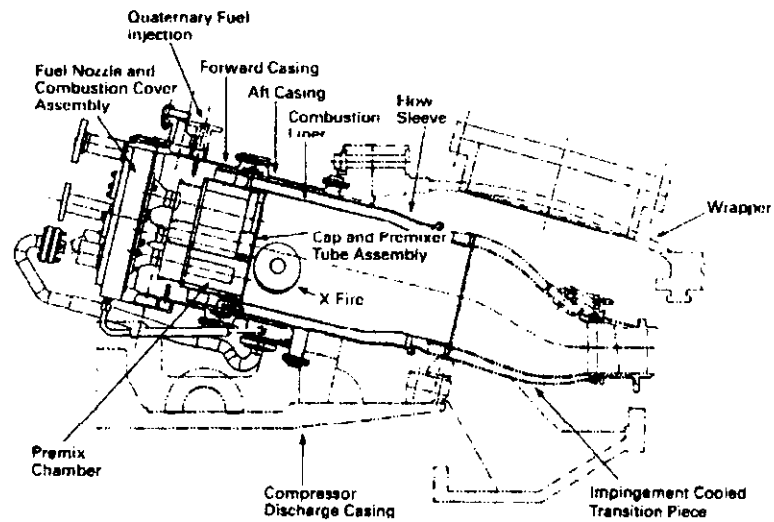 Quaternary Fuel
Injection
Fuel Nozzle and
Combustion Cover
Assembly
Forward Casing
Aft Casing
Combustion
Liner
Flow
Sleeve
Wrapper
Cap and Premixer
Tube Assembly
X Fire
Premix
Chamber
Compressor
Discharge Casing
Impingement Cooled
Transition Piece